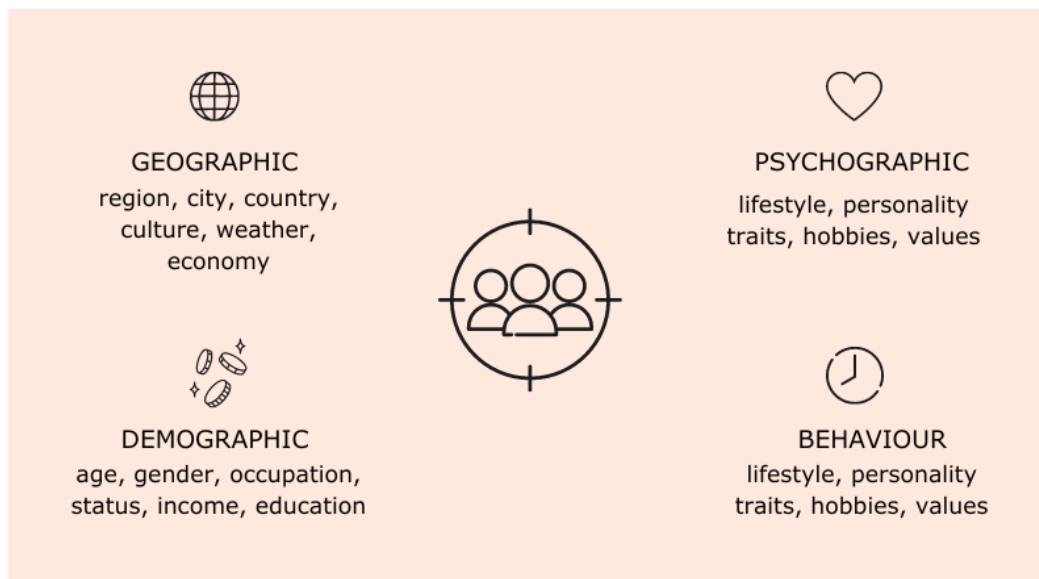 GEOGRAPHIC
region, city, country,
culture, weather,
economy
PSYCHOGRAPHIC
lifestyle, personality
traits, hobbies, values
DEMOGRAPHIC
age, gender, occupation,
status, income, education
BEHAVIOUR
lifestyle, personality
traits, hobbies, values